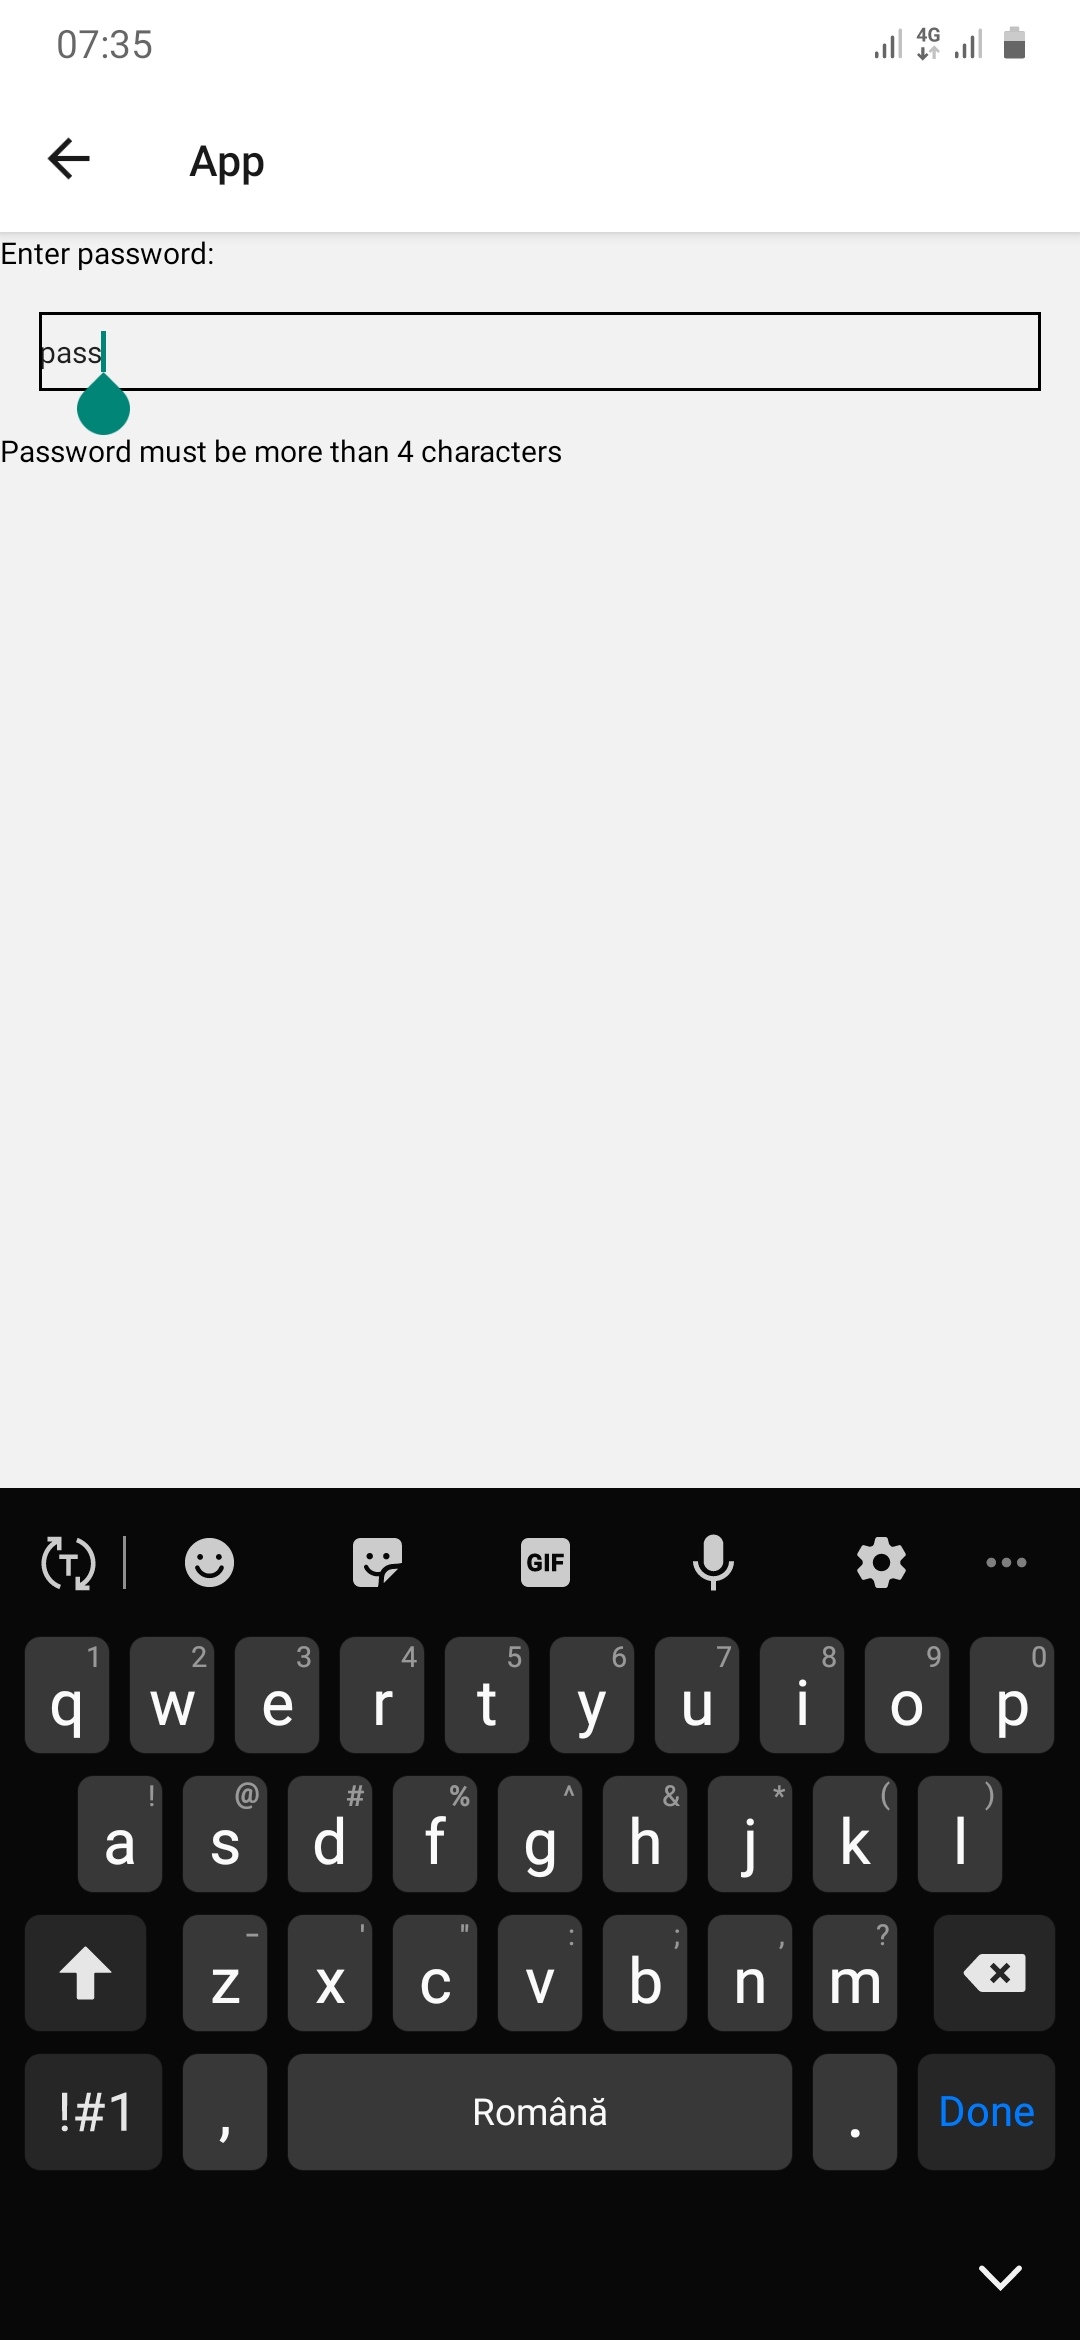 07:35 4G
App
Enter password:
pass
Password must be more than 4 characters
T GIF
1 2 3 4 5 6 7 8 9 0
q w e r t y u i o p
! @ # % ^ & * ( )
a s d f g h j k l
- ' " : ; , ?
z x c v b n m
!#1 , Română . Done